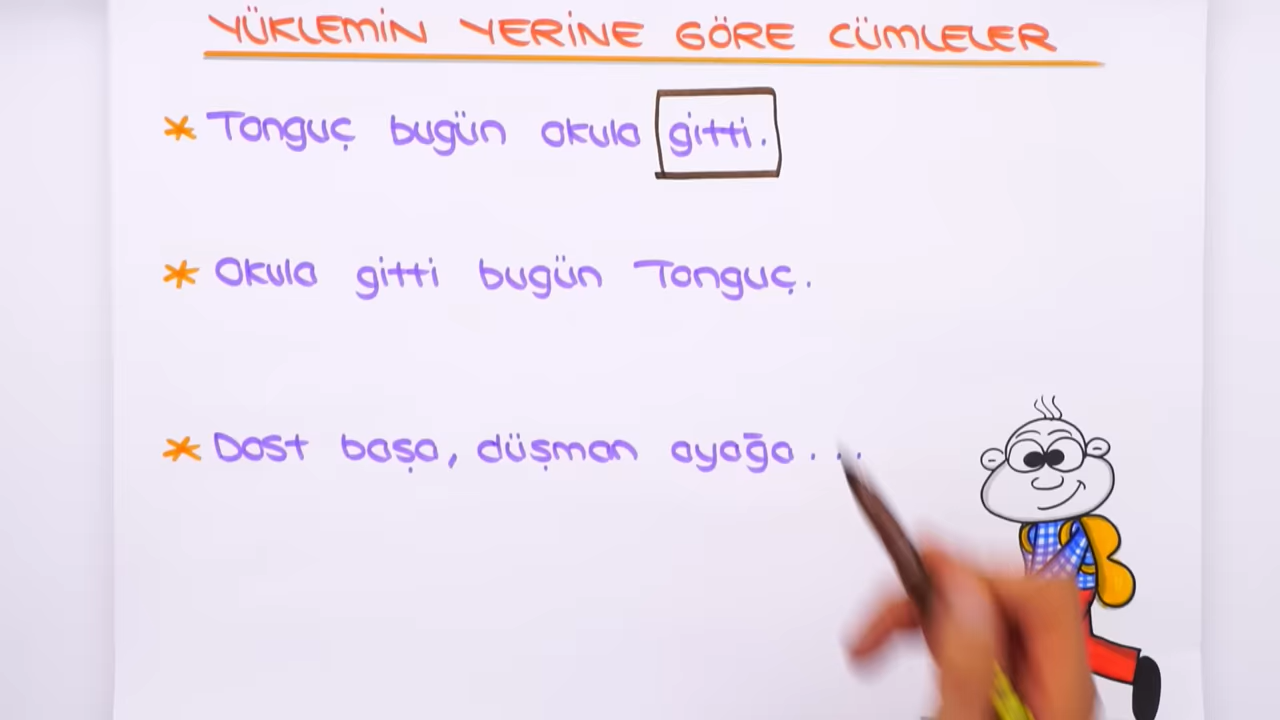 YÜKLEMİN YERİNE GÖRE CÜMLELER
* Tonguç bugün okula gitti.
* Okula gitti bugün Tonguç.
* Dost başa, düşman ayağa...